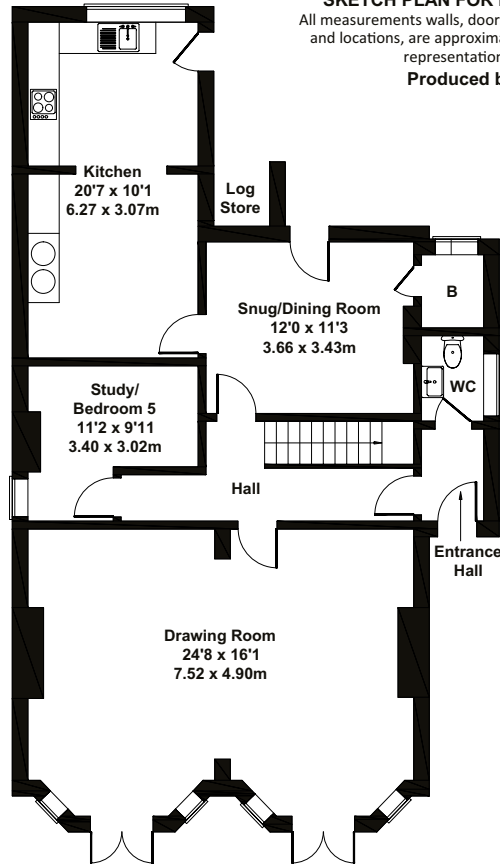 SKETCH PLAN FOR
All measurements walls, door
and locations, are
representation
Produced
Kitchen
20'7 x 10'1
6.27 x 3.07m
Log
Store
Snug/Dining Room
12'0 x 11'3
3.66 x 3.43m
B
WC
Study/
Bedroom 5
11'2 x 9'11
3.40 x 3.02m
Hall
Entrance
Hall
Drawing Room
24'8 x 16'1
7.52 x 4.90m